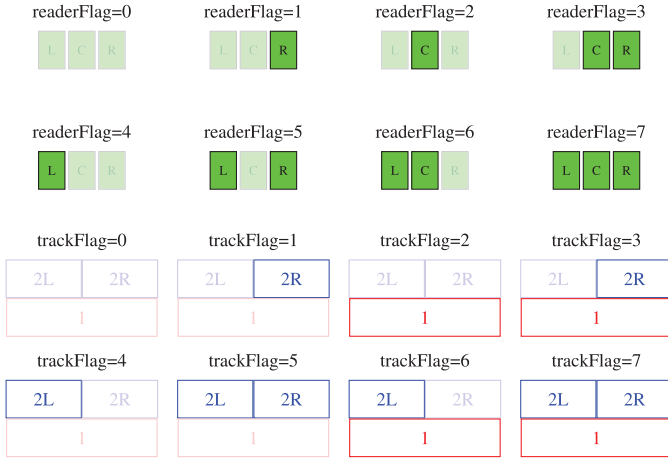 readerFlag=0 readerFlag=1 readerFlag=2 readerFlag=3
L C R L C R L C R L C R
readerFlag=4 readerFlag=5 readerFlag=6 readerFlag=7
L C R L C R L C R L C R
trackFlag=0 trackFlag=1 trackFlag=2 trackFlag=3
2L 2R 2L 2R 2L 2R 2L 2R
1 1 1 1
trackFlag=4 trackFlag=5 trackFlag=6 trackFlag=7
2L 2R 2L 2R 2L 2R 2L 2R
1 1 1 1